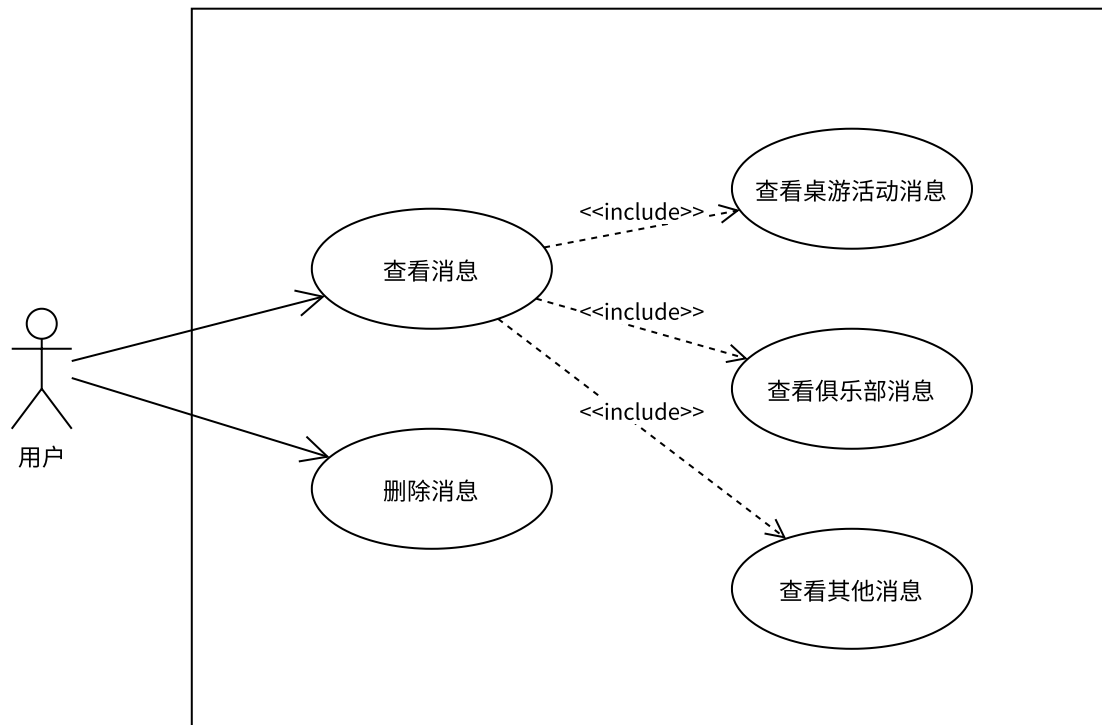 查看桌游活动消息
<<include>>
查看消息
<<include>>
查看俱乐部消息
<<include>>
用户
删除消息
查看其他消息